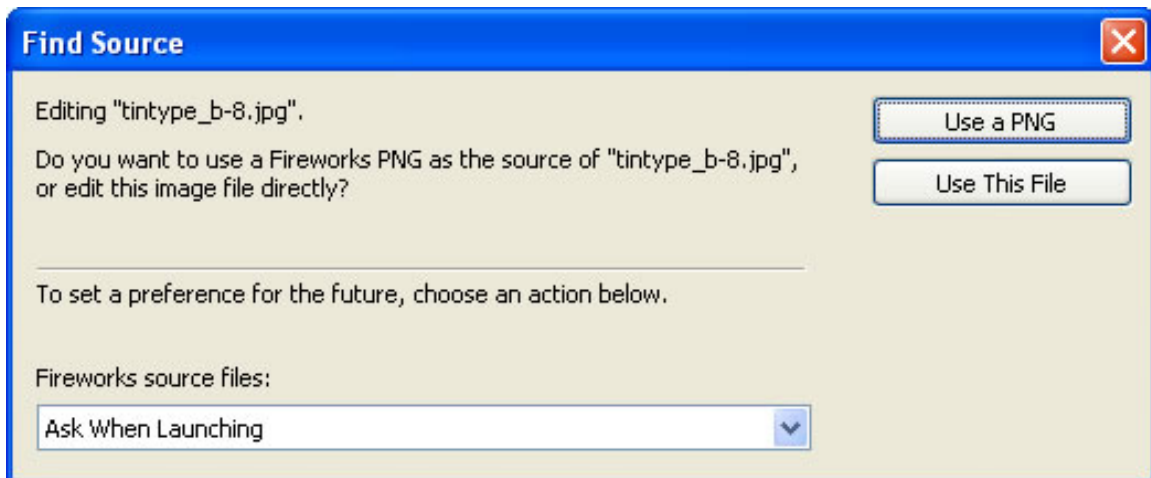 Find Source
Editing "tintype_b-8.jpg".
Use a PNG
Do you want to use a Fireworks PNG as the source of "tintype_b-8.jpg",
or edit this image file directly?
Use This File
To set a preference for the future, choose an action below.
Fireworks source files:
Ask When Launching